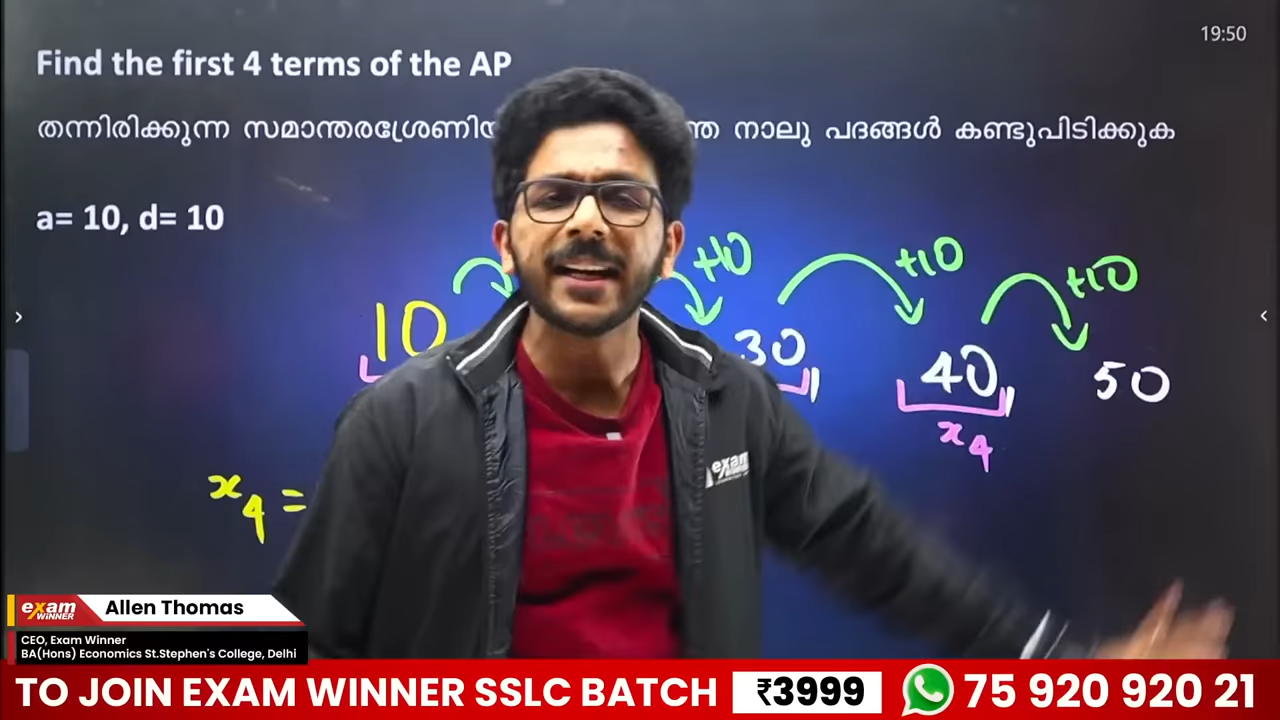 19:50
Find the first 4 terms of the AP
തന്നിരിക്കുന്ന നാലു പദങ്ങൾ കണ്ടുപിടിക്കുക
a= 10, d= 10
+10 +10 +10
10 30 40 50
x4
x4 =
exam
exam WINNER Allen Thomas
CEO, Exam Winner
BA(Hons) Economics St.Stephen's College, Delhi
TO JOIN EXAM WINNER SSLC BATCH ₹3999 75 920 920 21